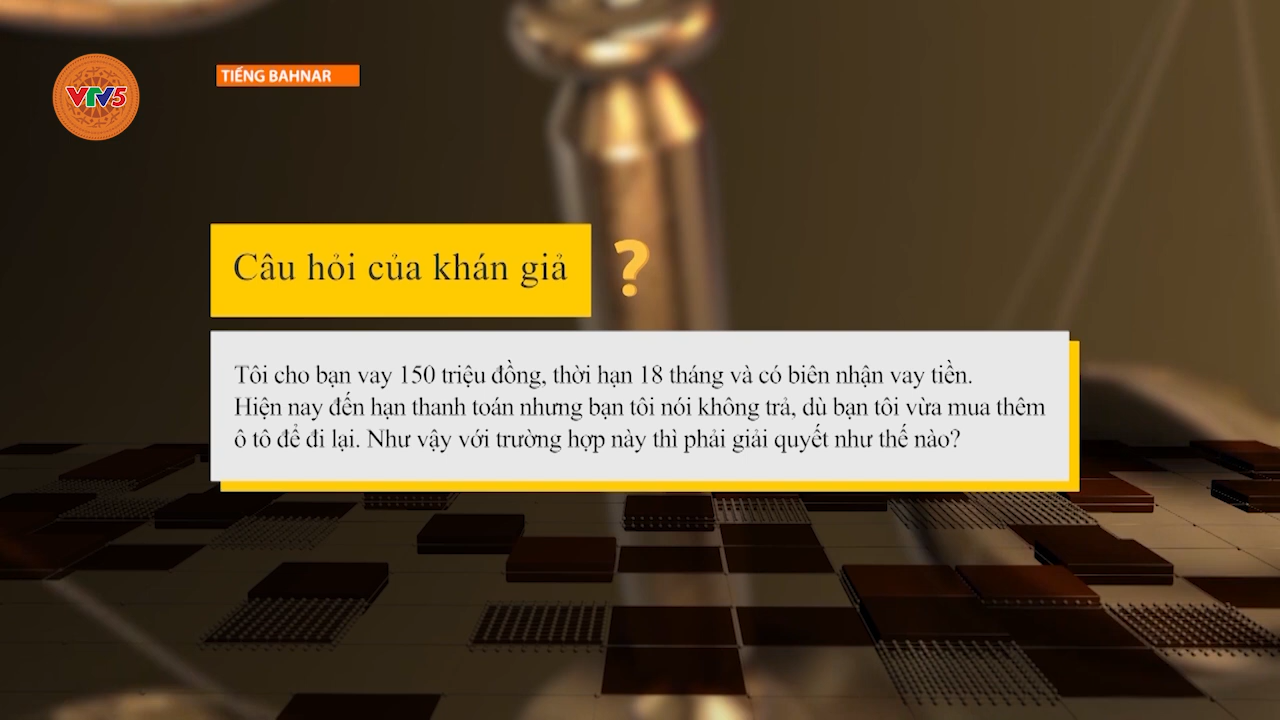 VTV5
TIẾNG BAHNAR
Câu hỏi của khán giả
?
Tôi cho bạn vay 150 triệu đồng, thời hạn 18 tháng và có biên nhận vay tiền.
Hiện nay đến hạn thanh toán nhưng bạn tôi nói không trả, dù bạn tôi vừa mua thêm
ô tô để đi lại. Như vậy với trường hợp này thì phải giải quyết như thế nào?